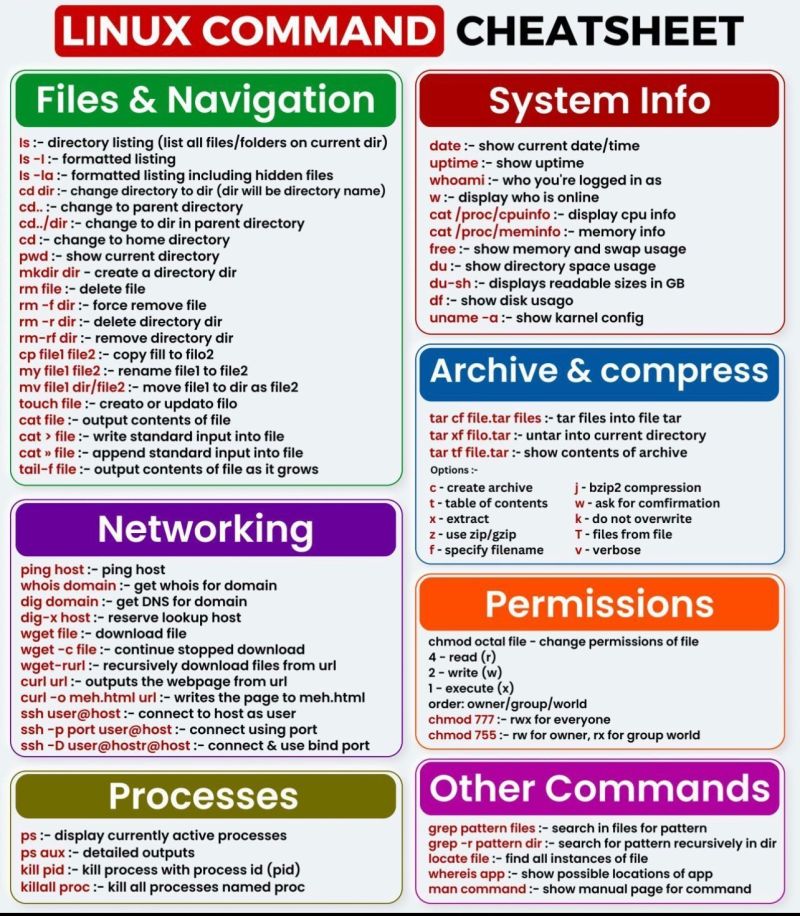 LINUX COMMAND CHEATSHEET
Files & Navigation
ls :- directory listing (list all files/folders on current dir)
ls -l :- formatted listing
ls -la :- formatted listing including hidden files
cd dir :- change directory to dir (dir will be directory name)
cd.. :- change to parent directory
cd../dir :- change to dir in parent directory
cd :- change to home directory
pwd :- show current directory
mkdir dir - create a directory dir
rm file :- delete file
rm -f dir :- force remove file
rm -r dir :- delete directory dir
rm-rf dir :- remove directory dir
cp file1 file2 :- copy fill to filo2
my file1 file2 :- rename file1 to file2
mv file1 dir/file2 :- move file1 to dir as file2
touch file :- creato or updato filo
cat file :- output contents of file
cat > file :- write standard input into file
cat » file :- append standard input into file
tail-f file :- output contents of file as it grows
Networking
ping host :- ping host
whois domain :- get whois for domain
dig domain :- get DNS for domain
dig-x host :- reserve lookup host
wget file :- download file
wget -c file :- continue stopped download
wget-rurl :- recursively download files from url
curl url :- outputs the webpage from url
curl -o meh.html url :- writes the page to meh.html
ssh user@host :- connect to host as user
ssh -p port user@host :- connect using port
ssh -D user@hostr@host :- connect & use bind port
Processes
ps :- display currently active processes
ps aux :- detailed outputs
kill pid :- kill process with process id (pid)
killall proc :- kill all processes named proc
System Info
date :- show current date/time
uptime :- show uptime
whoami :- who you're logged in as
w :- display who is online
cat /proc/cpuinfo :- display cpu info
cat /proc/meminfo :- memory info
free :- show memory and swap usage
du :- show directory space usage
du-sh :- displays readable sizes in GB
df :- show disk usago
uname -a :- show karnel config
Archive & compress
tar cf file.tar files :- tar files into file tar
tar xf filo.tar :- untar into current directory
tar tf file.tar :- show contents of archive
Options :-
c - create archive
t - table of contents
x - extract
z - use zip/gzip
f - specify filename
j - bzip2 compression
w - ask for comfirmation
k - do not overwrite
T - files from file
v - verbose
Permissions
chmod octal file - change permissions of file
4 - read (r)
2 - write (w)
1 - execute (x)
order: owner/group/world
chmod 777 :- rwx for everyone
chmod 755 :- rw for owner, rx for group world
Other Commands
grep pattern files :- search in files for pattern
grep -r pattern dir :- search for pattern recursively in dir
locate file :- find all instances of file
whereis app :- show possible locations of app
man command :- show manual page for command